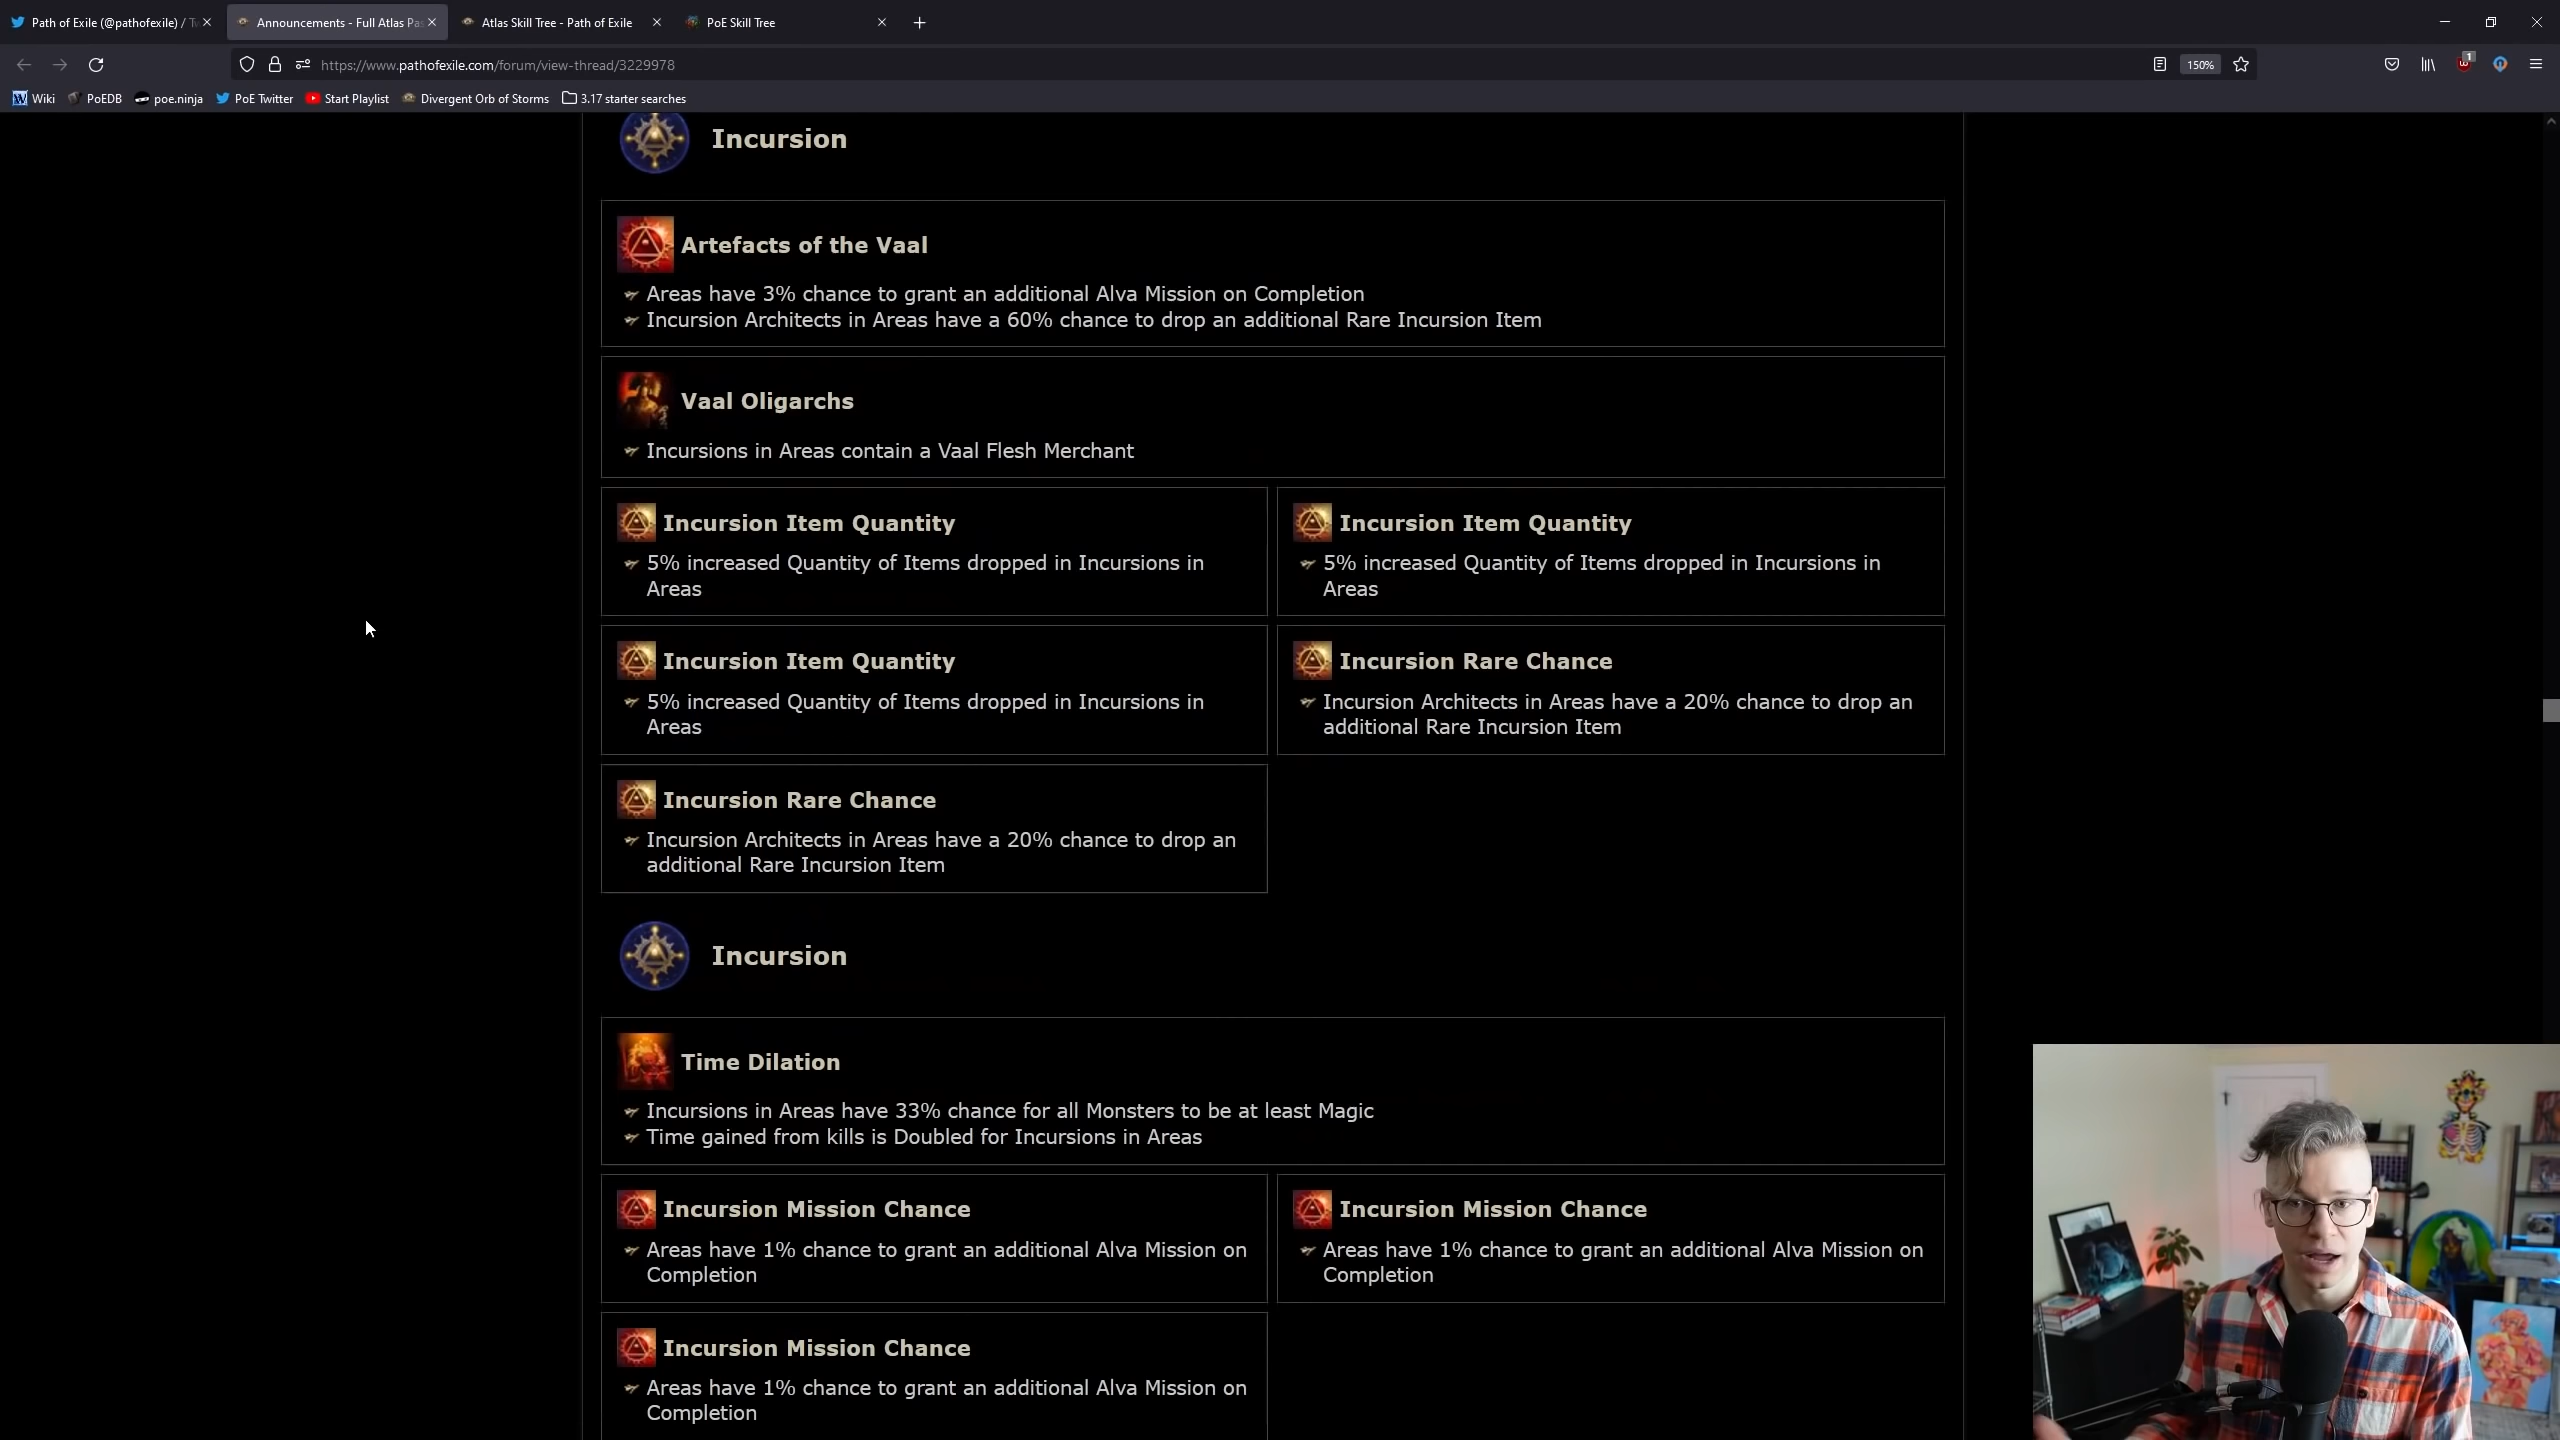 Path of Exile (@pathofexile) / Tw
Announcements - Full Atlas Pas
Atlas Skill Tree - Path of Exile
PoE Skill Tree
https://www.pathofexile.com/forum/view-thread/3229978
150%
1
Wiki
PoEDB
poe.ninja
PoE Twitter
Start Playlist
Divergent Orb of Storms
3.17 starter searches
Incursion
Artefacts of the Vaal
Areas have 3% chance to grant an additional Alva Mission on Completion
Incursion Architects in Areas have a 60% chance to drop an additional Rare Incursion Item
Vaal Oligarchs
Incursions in Areas contain a Vaal Flesh Merchant
Incursion Item Quantity
5% increased Quantity of Items dropped in Incursions in
Areas
Incursion Item Quantity
5% increased Quantity of Items dropped in Incursions in
Areas
Incursion Item Quantity
5% increased Quantity of Items dropped in Incursions in
Areas
Incursion Rare Chance
Incursion Architects in Areas have a 20% chance to drop an
additional Rare Incursion Item
Incursion Rare Chance
Incursion Architects in Areas have a 20% chance to drop an
additional Rare Incursion Item
Incursion
Time Dilation
Incursions in Areas have 33% chance for all Monsters to be at least Magic
Time gained from kills is Doubled for Incursions in Areas
Incursion Mission Chance
Areas have 1% chance to grant an additional Alva Mission on
Completion
Incursion Mission Chance
Areas have 1% chance to grant an additional Alva Mission on
Completion
Incursion Mission Chance
Areas have 1% chance to grant an additional Alva Mission on
Completion